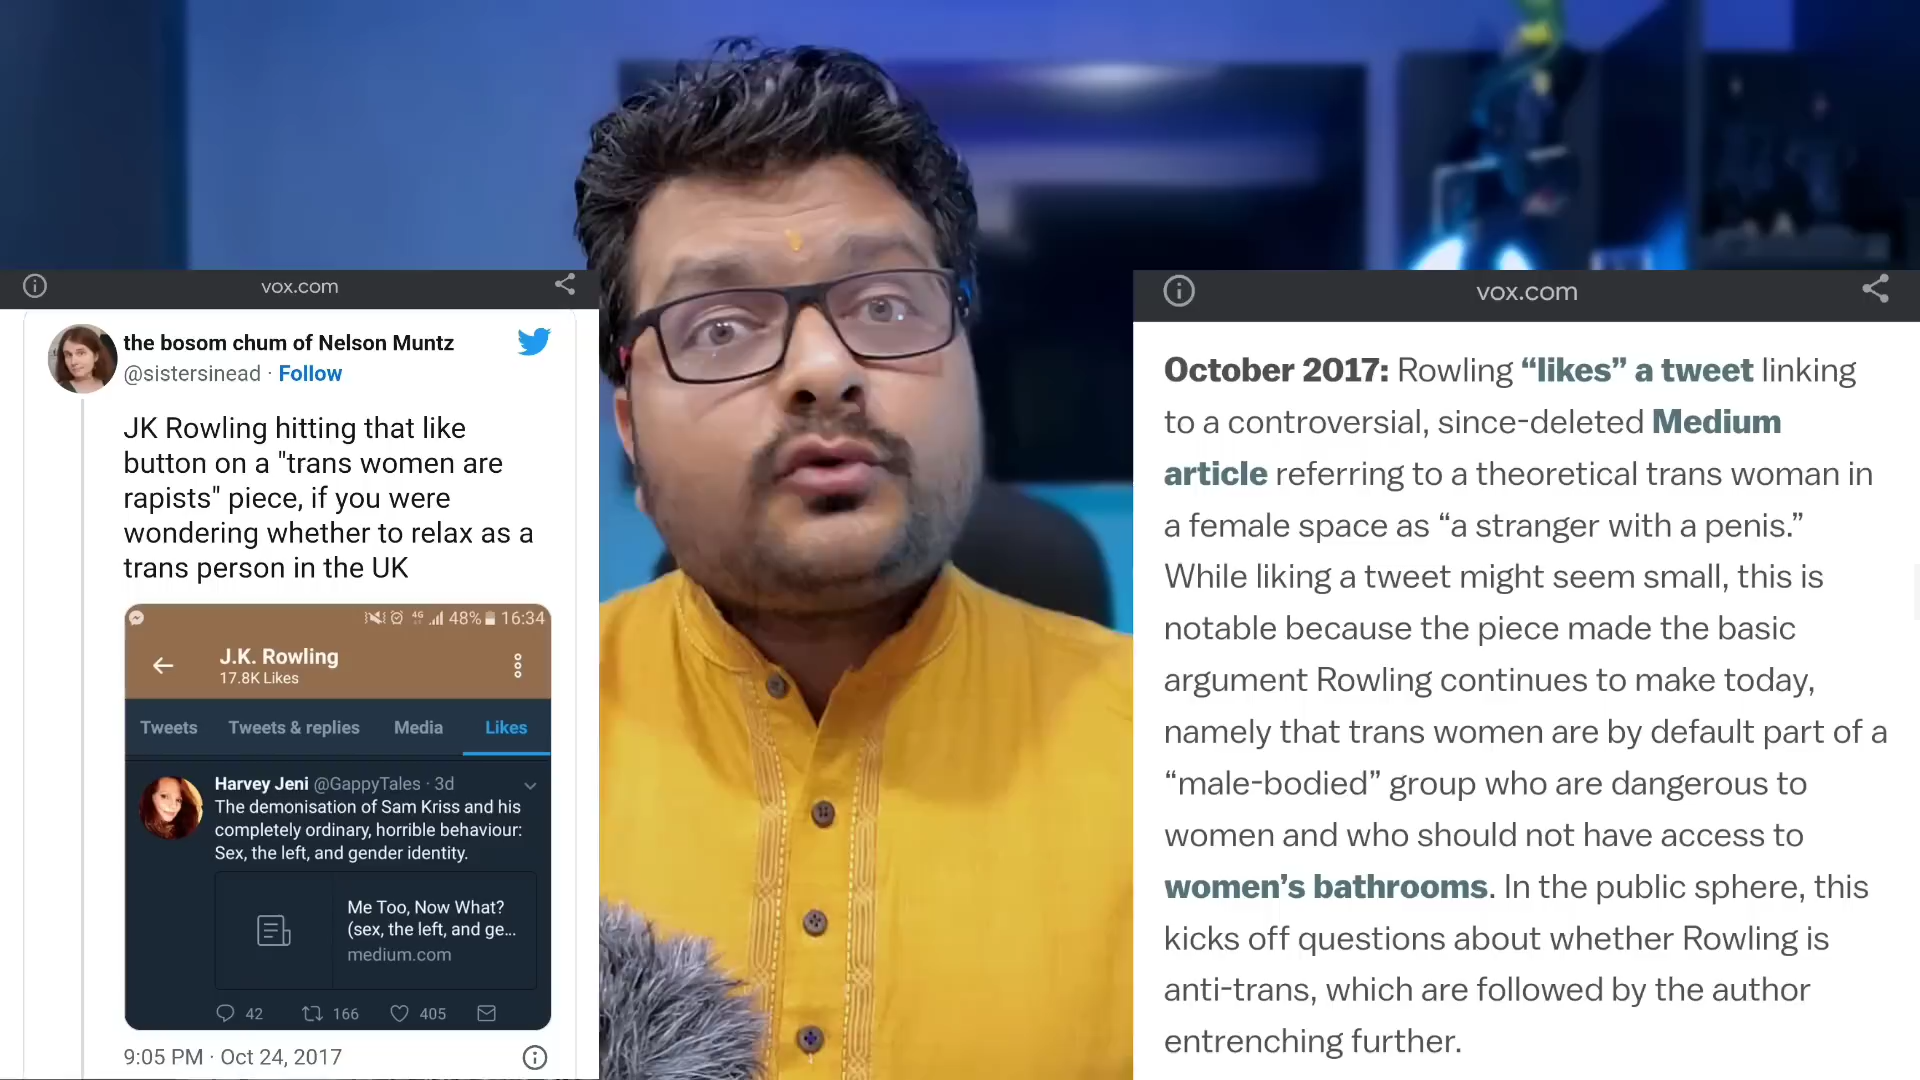 vox.com
the bosom chum of Nelson Muntz
@sistersinead · Follow
JK Rowling hitting that like
button on a "trans women are
rapists" piece, if you were
wondering whether to relax as a
trans person in the UK
4G 48% 16:34
J.K. Rowling
17.8K Likes
Tweets Tweets & replies Media Likes
Harvey Jeni @GappyTales · 3d
The demonisation of Sam Kriss and his
completely ordinary, horrible behaviour:
Sex, the left, and gender identity.
Me Too, Now What?
(sex, the left, and ge...
medium.com
42 166 405
9:05 PM · Oct 24, 2017
vox.com
October 2017: Rowling “likes” a tweet linking
to a controversial, since-deleted Medium
article referring to a theoretical trans woman in
a female space as “a stranger with a penis.”
While liking a tweet might seem small, this is
notable because the piece made the basic
argument Rowling continues to make today,
namely that trans women are by default part of a
“male-bodied” group who are dangerous to
women and who should not have access to
women’s bathrooms. In the public sphere, this
kicks off questions about whether Rowling is
anti-trans, which are followed by the author
entrenching further.